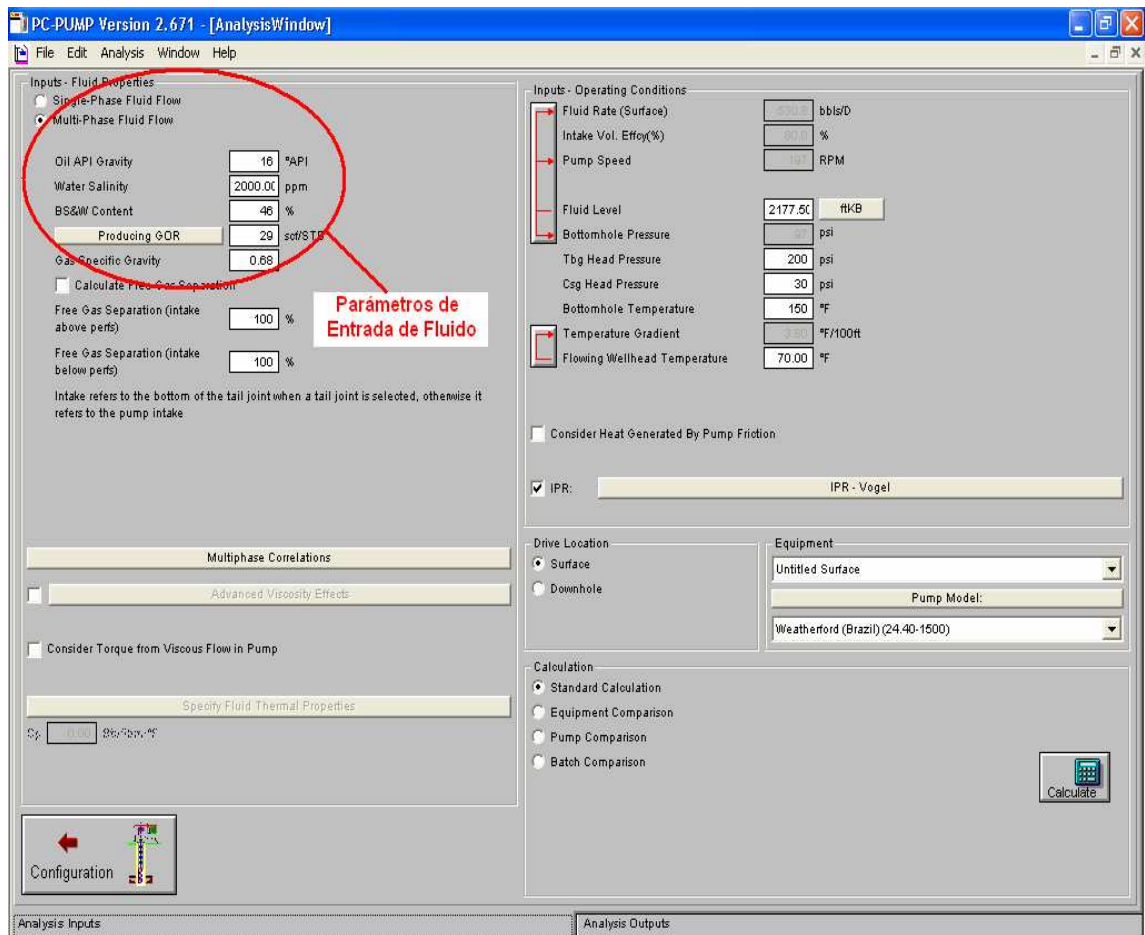 PC-PUMP Version 2.671 - [AnalysisWindow]
File Edit Analysis Window Help
Inputs - Fluid Properties
Single-Phase Fluid Flow
Multi-Phase Fluid Flow
Oil API Gravity 16 °API
Water Salinity 2000.00 ppm
BS&W Content 46 %
Producing GOR 29 scf/STB
Gas Specific Gravity 0.68
Calculate Free Gas Separation
Free Gas Separation (intake
above perfs) 100 %
Free Gas Separation (intake
below perfs) 100 %
Intake refers to the bottom of the tail joint when a tail joint is selected, otherwise it
refers to the pump intake
Parámetros de
Entrada de Fluido
Multiphase Correlations
Advanced Viscosity Effects
Consider Torque from Viscous Flow in Pump
Specify Fluid Thermal Properties
Configuration
Inputs - Operating Conditions
Fluid Rate (Surface) bbls/D
Intake Vol. Effcy(%) %
Pump Speed RPM
Fluid Level 2177.50 ftKB
Bottomhole Pressure psi
Tbg Head Pressure 200 psi
Csg Head Pressure 30 psi
Bottomhole Temperature 150 °F
Temperature Gradient °F/100ft
Flowing Wellhead Temperature 70.00 °F
Consider Heat Generated By Pump Friction
IPR: IPR - Vogel
Drive Location
Surface
Downhole
Equipment
Untitled Surface
Pump Model:
Weatherford (Brazil) (24.40-1500)
Calculation
Standard Calculation
Equipment Comparison
Pump Comparison
Batch Comparison
Calculate
Analysis Inputs
Analysis Outputs